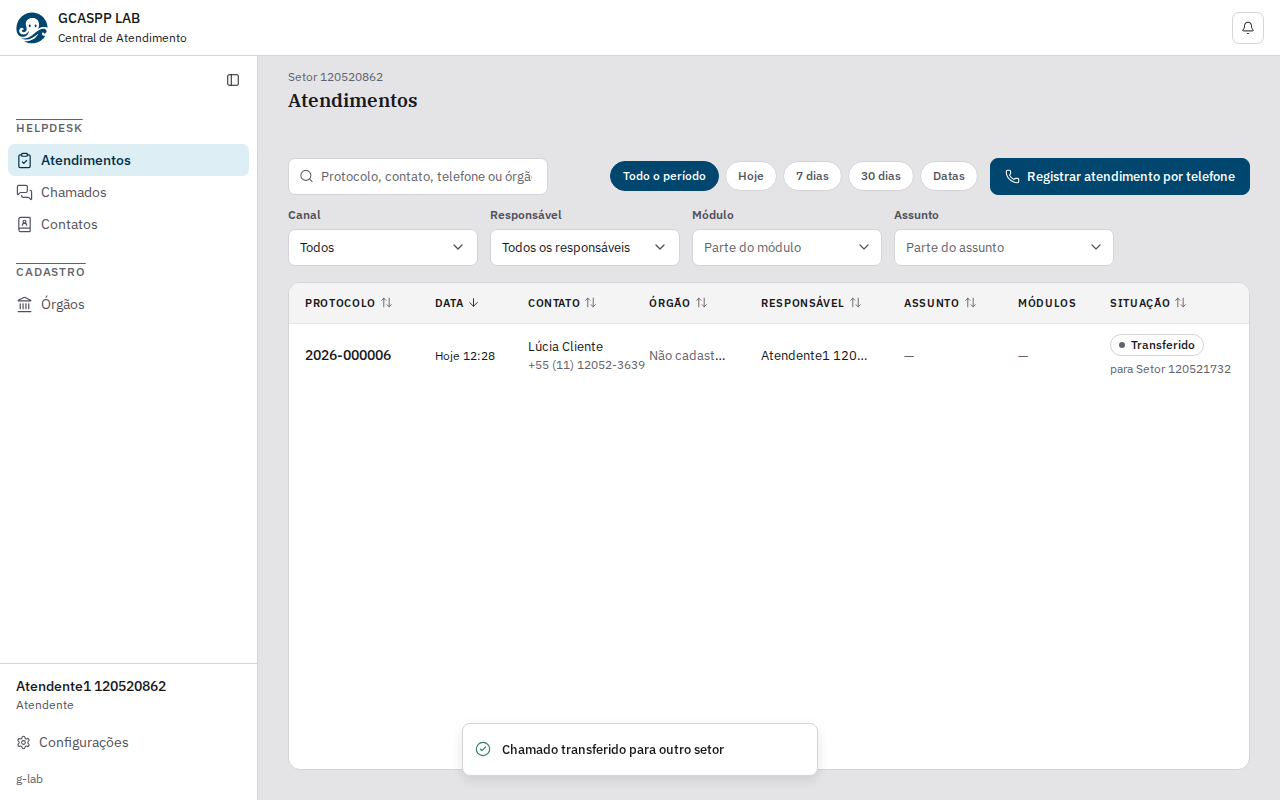 GCASPP LAB
Central de Atendimento
HELPDESK
Atendimentos
Chamados
Contatos
CADASTRO
Órgãos
Atendente1 120520862
Atendente
Configurações
g-lab
Setor 120520862
Atendimentos
Protocolo, contato, telefone ou órgã
Todo o período
Hoje
7 dias
30 dias
Datas
Registrar atendimento por telefone
Canal
Responsável
Módulo
Assunto
Todos
Todos os responsáveis
Parte do módulo
Parte do assunto
PROTOCOLO DATA CONTATO ÓRGÃO RESPONSÁVEL ASSUNTO MÓDULOS SITUAÇÃO
2026-000006
Hoje 12:28
Lúcia Cliente
+55 (11) 12052-3639
Não cadast...
Atendente1 120...
—
—
Transferido
para Setor 120521732
Chamado transferido para outro setor